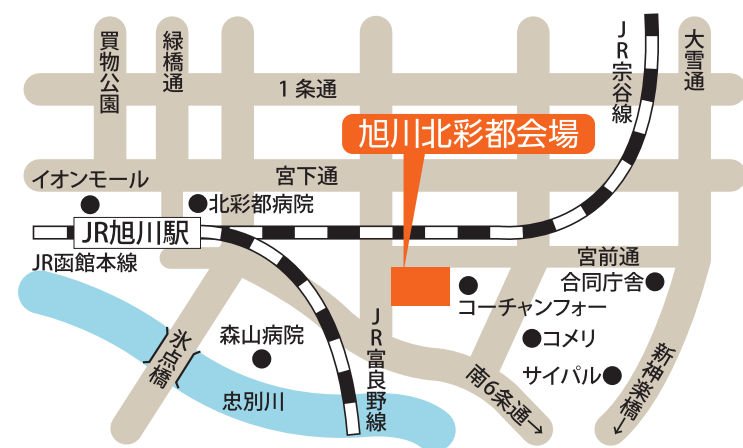 買物公園
緑橋通
JR宗谷線
大雪通
1条通
旭川北彩都会場
宮下通
イオンモール
北彩都病院
JR旭川駅
JR函館本線
宮前通
合同庁舎
コーチャンフォー
氷点橋
森山病院
JR富良野線
コメリ
サイパル
忠別川
南6条通→
新神楽橋→